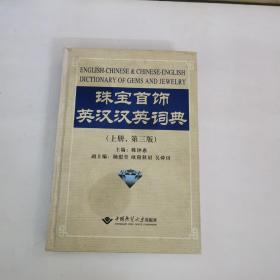 ENGLISH-CHINESE & CHINESE-ENGLISH
DICTIONARY OF GEMS AND JEWELRY
珠宝首饰
英汉汉英词典
(上册,第三版)
主编:
副主编:
中国地质大学出版社